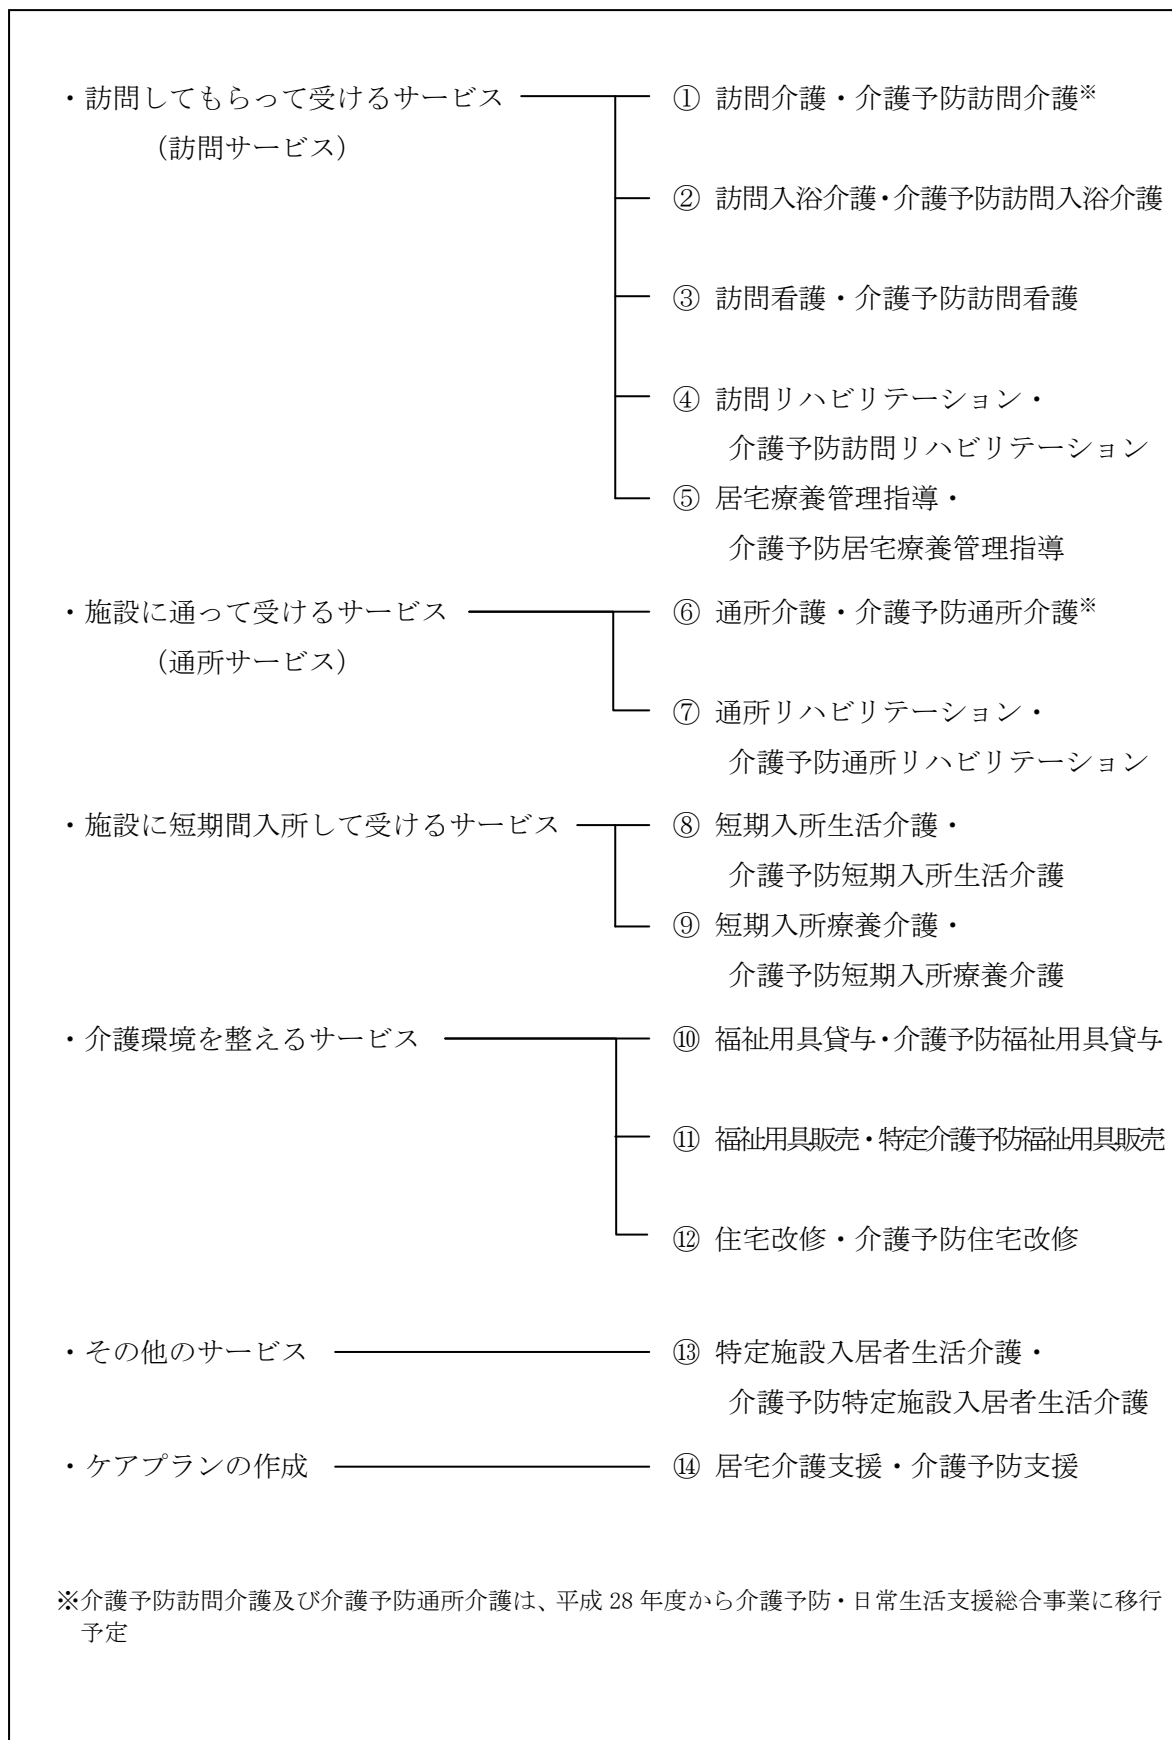 ・訪問してもらって受けるサービス ① 訪問介護・介護予防訪問介護※
（訪問サービス）
② 訪問入浴介護・介護予防訪問入浴介護
③ 訪問看護・介護予防訪問看護
④ 訪問リハビリテーション・
介護予防訪問リハビリテーション
⑤ 居宅療養管理指導・
介護予防居宅療養管理指導
・施設に通って受けるサービス ⑥ 通所介護・介護予防通所介護※
（通所サービス）
⑦ 通所リハビリテーション・
介護予防通所リハビリテーション
・施設に短期間入所して受けるサービス ⑧ 短期入所生活介護・
介護予防短期入所生活介護
⑨ 短期入所療養介護・
介護予防短期入所療養介護
・介護環境を整えるサービス ⑩ 福祉用具貸与・介護予防福祉用具貸与
⑪ 福祉用具販売・特定介護予防福祉用具販売
⑫ 住宅改修・介護予防住宅改修
・その他のサービス ⑬ 特定施設入居者生活介護・
介護予防特定施設入居者生活介護
・ケアプランの作成 ⑭ 居宅介護支援・介護予防支援
※介護予防訪問介護及び介護予防通所介護は、平成 28 年度から介護予防・日常生活支援総合事業に移行
予定